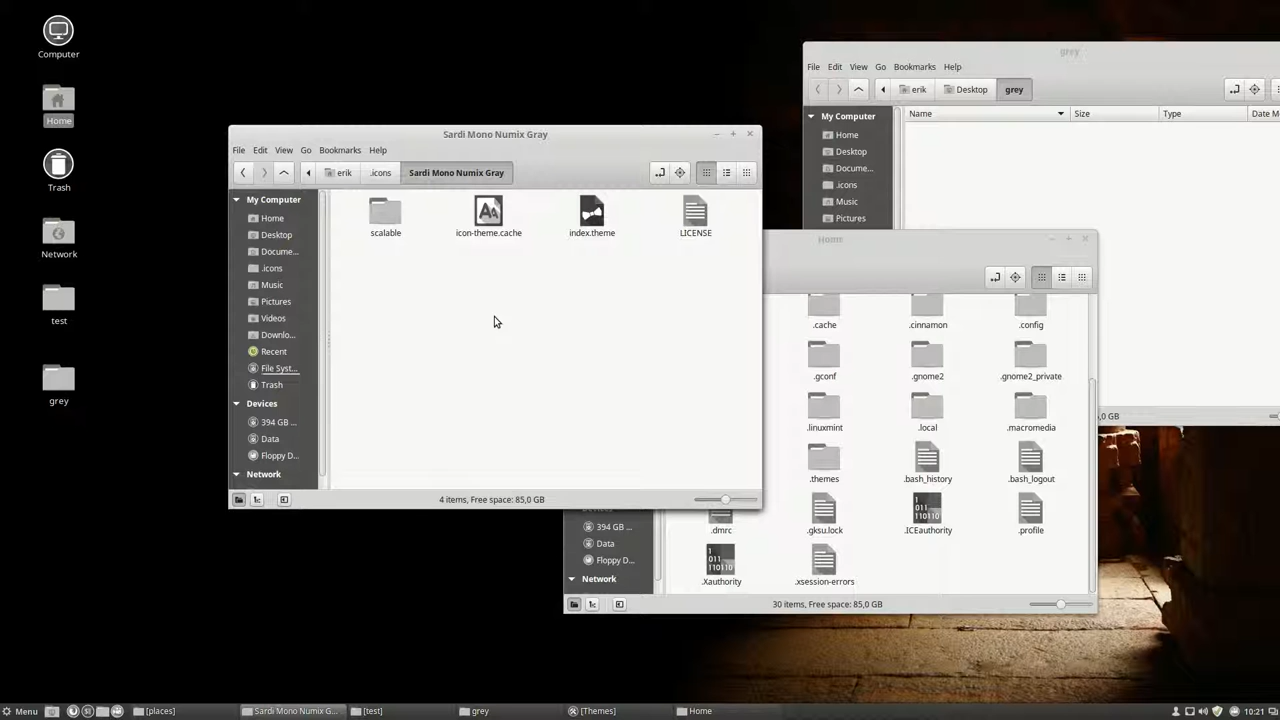 Computer
Home
Trash
Network
test
grey
Sardi Mono Numix Gray
File Edit View Go Bookmarks Help
erik .icons Sardi Mono Numix Gray
My Computer
Home
Desktop
Docume...
.icons
Music
Pictures
Videos
Downlo...
Recent
File Syst...
Trash
Devices
394 GB ...
Data
Floppy D...
Network
scalable icon-theme.cache index.theme LICENSE
4 items, Free space: 85,0 GB
grey
File Edit View Go Bookmarks Help
erik Desktop grey
My Computer
Home
Desktop
Docume...
.icons
Music
Pictures
Name Size Type Date M
,0 GB
Home
.cache .cinnamon .config
.gconf .gnome2 .gnome2_private
.linuxmint .local .macromedia
.themes .bash_history .bash_logout
.dmrc .gksu.lock .ICEauthority .profile
.Xauthority .xsession-errors
394 GB ...
Data
Floppy D...
Network
30 items, Free space: 85,0 GB
Menu [places] Sardi Mono Numix G... [test] grey [Themes] Home 10:21